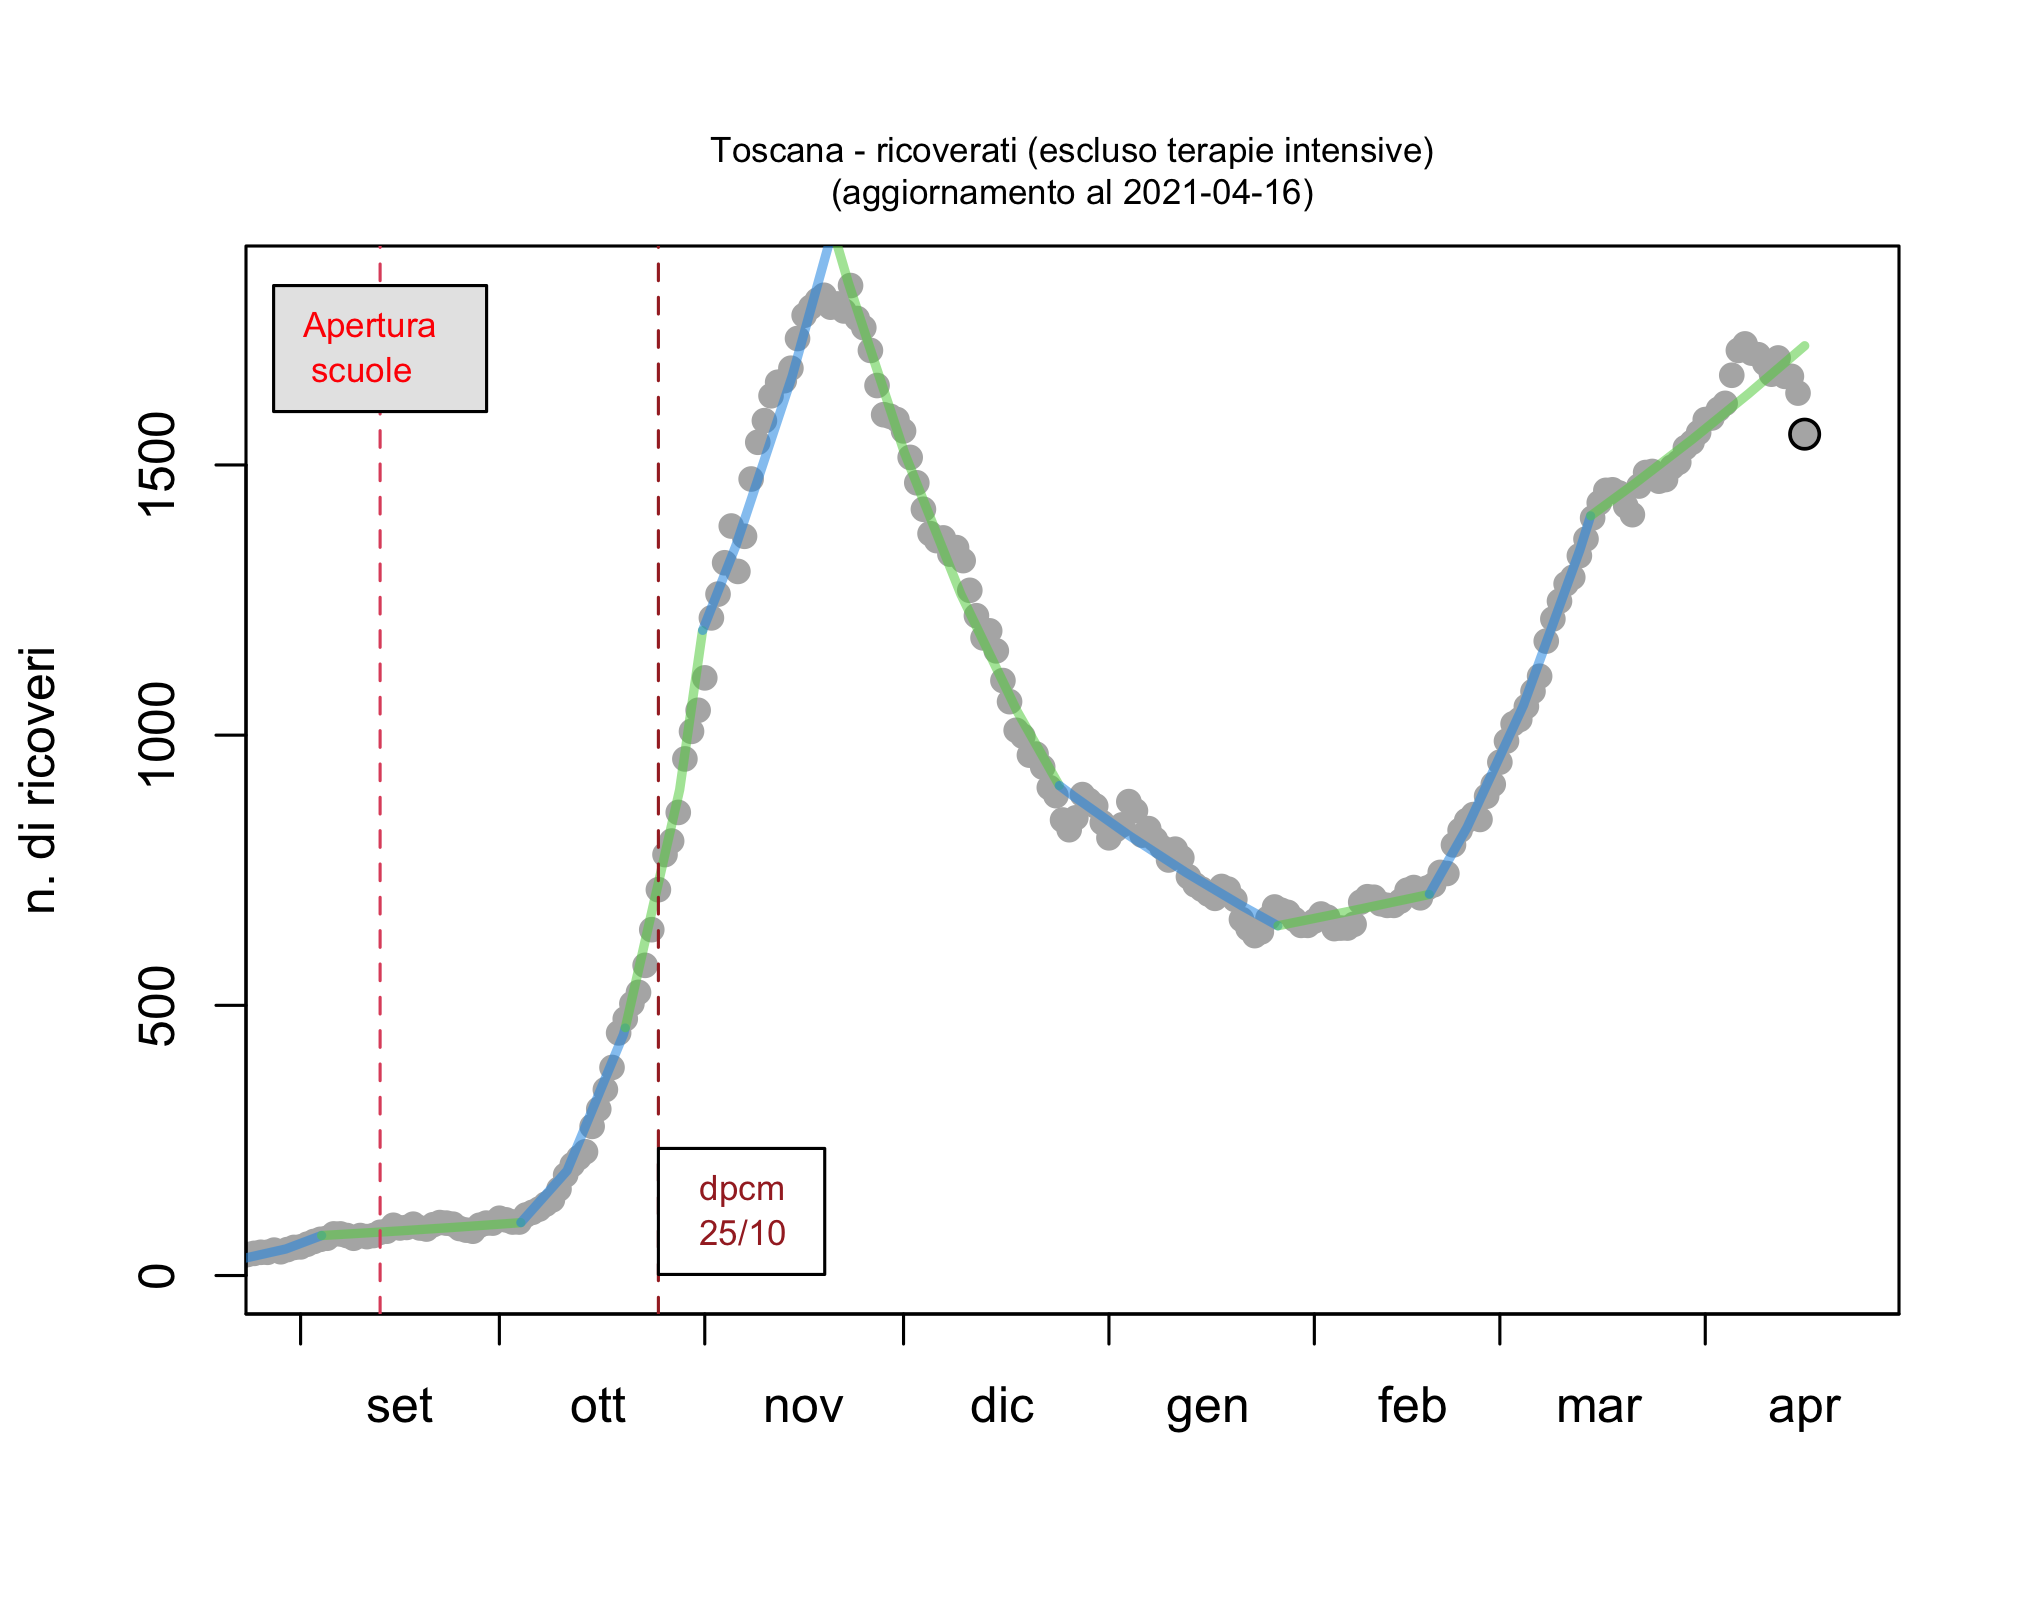 Toscana - ricoverati (escluso terapie intensive)
(aggiornamento al 2021-04-16)
Apertura
scuole
n. di ricoveri
1500
1000
500
0
dpcm
25/10
set ott nov dic gen feb mar apr